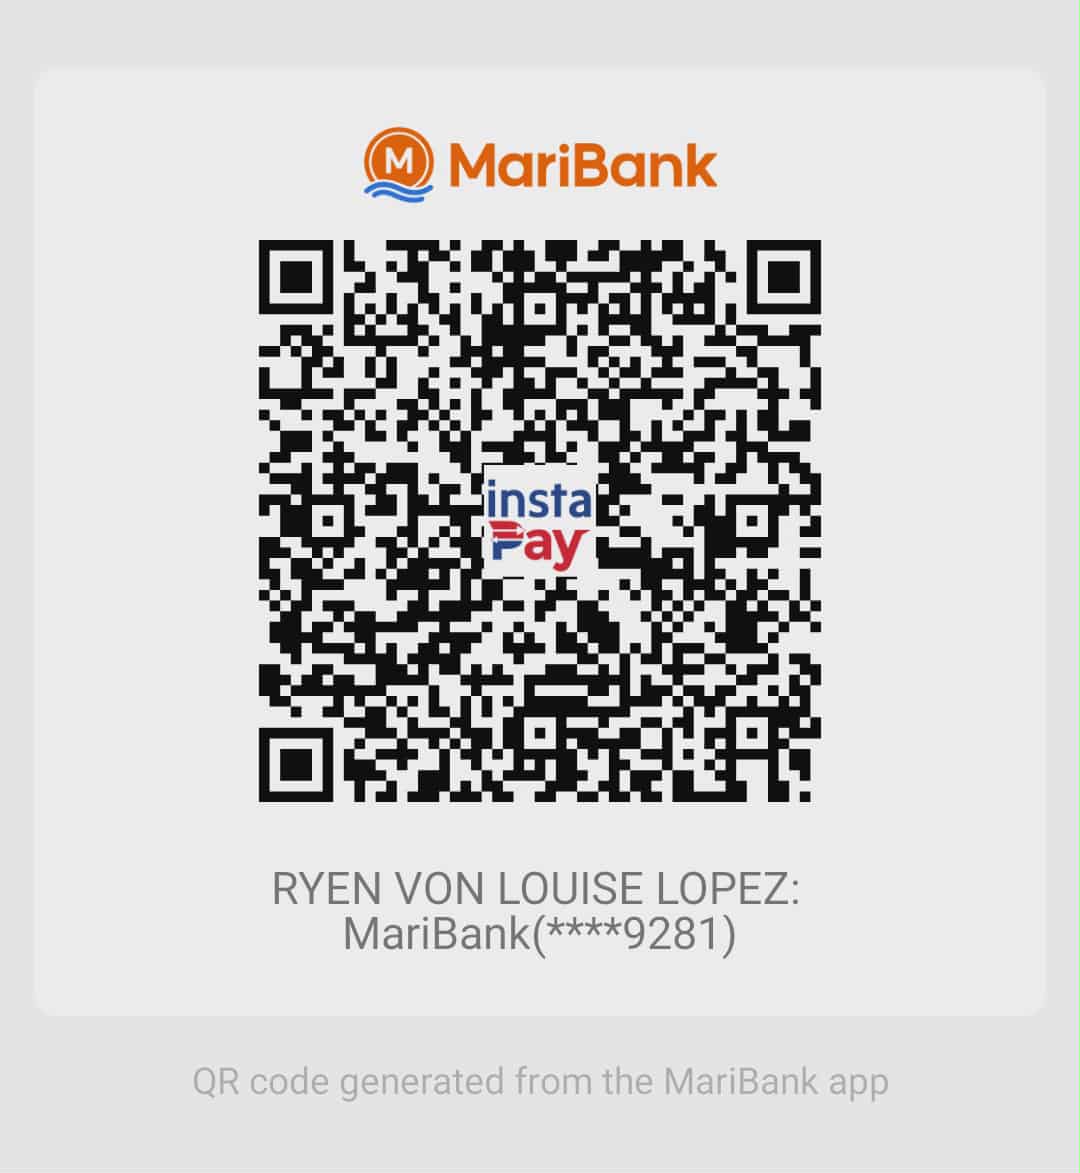 M MariBank
insta
Pay
RYEN VON LOUISE LOPEZ:
MariBank(****9281)
QR code generated from the MariBank app